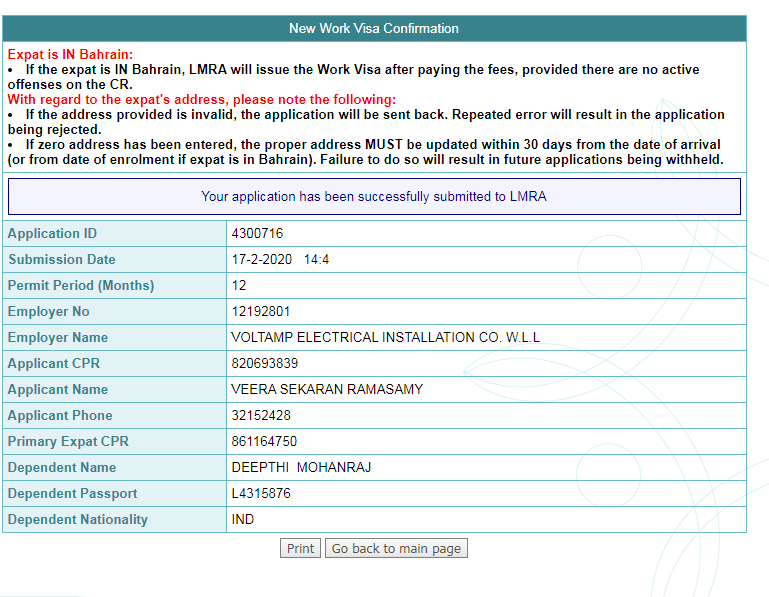 New Work Visa Confirmation
Expat is IN Bahrain:
• If the expat is IN Bahrain, LMRA will issue the Work Visa after paying the fees, provided there are no active
offenses on the CR.
With regard to the expat's address, please note the following:
• If the address provided is invalid, the application will be sent back. Repeated error will result in the application
being rejected.
• If zero address has been entered, the proper address MUST be updated within 30 days from the date of arrival
(or from date of enrolment if expat is in Bahrain). Failure to do so will result in future applications being withheld.
Your application has been successfully submitted to LMRA
Application ID 4300716
Submission Date 17-2-2020 14:4
Permit Period (Months) 12
Employer No 12192801
Employer Name VOLTAMP ELECTRICAL INSTALLATION CO. W.L.L
Applicant CPR 820693839
Applicant Name VEERA SEKARAN RAMASAMY
Applicant Phone 32152428
Primary Expat CPR 861164750
Dependent Name DEEPTHI MOHANRAJ
Dependent Passport L4315876
Dependent Nationality IND
Print Go back to main page